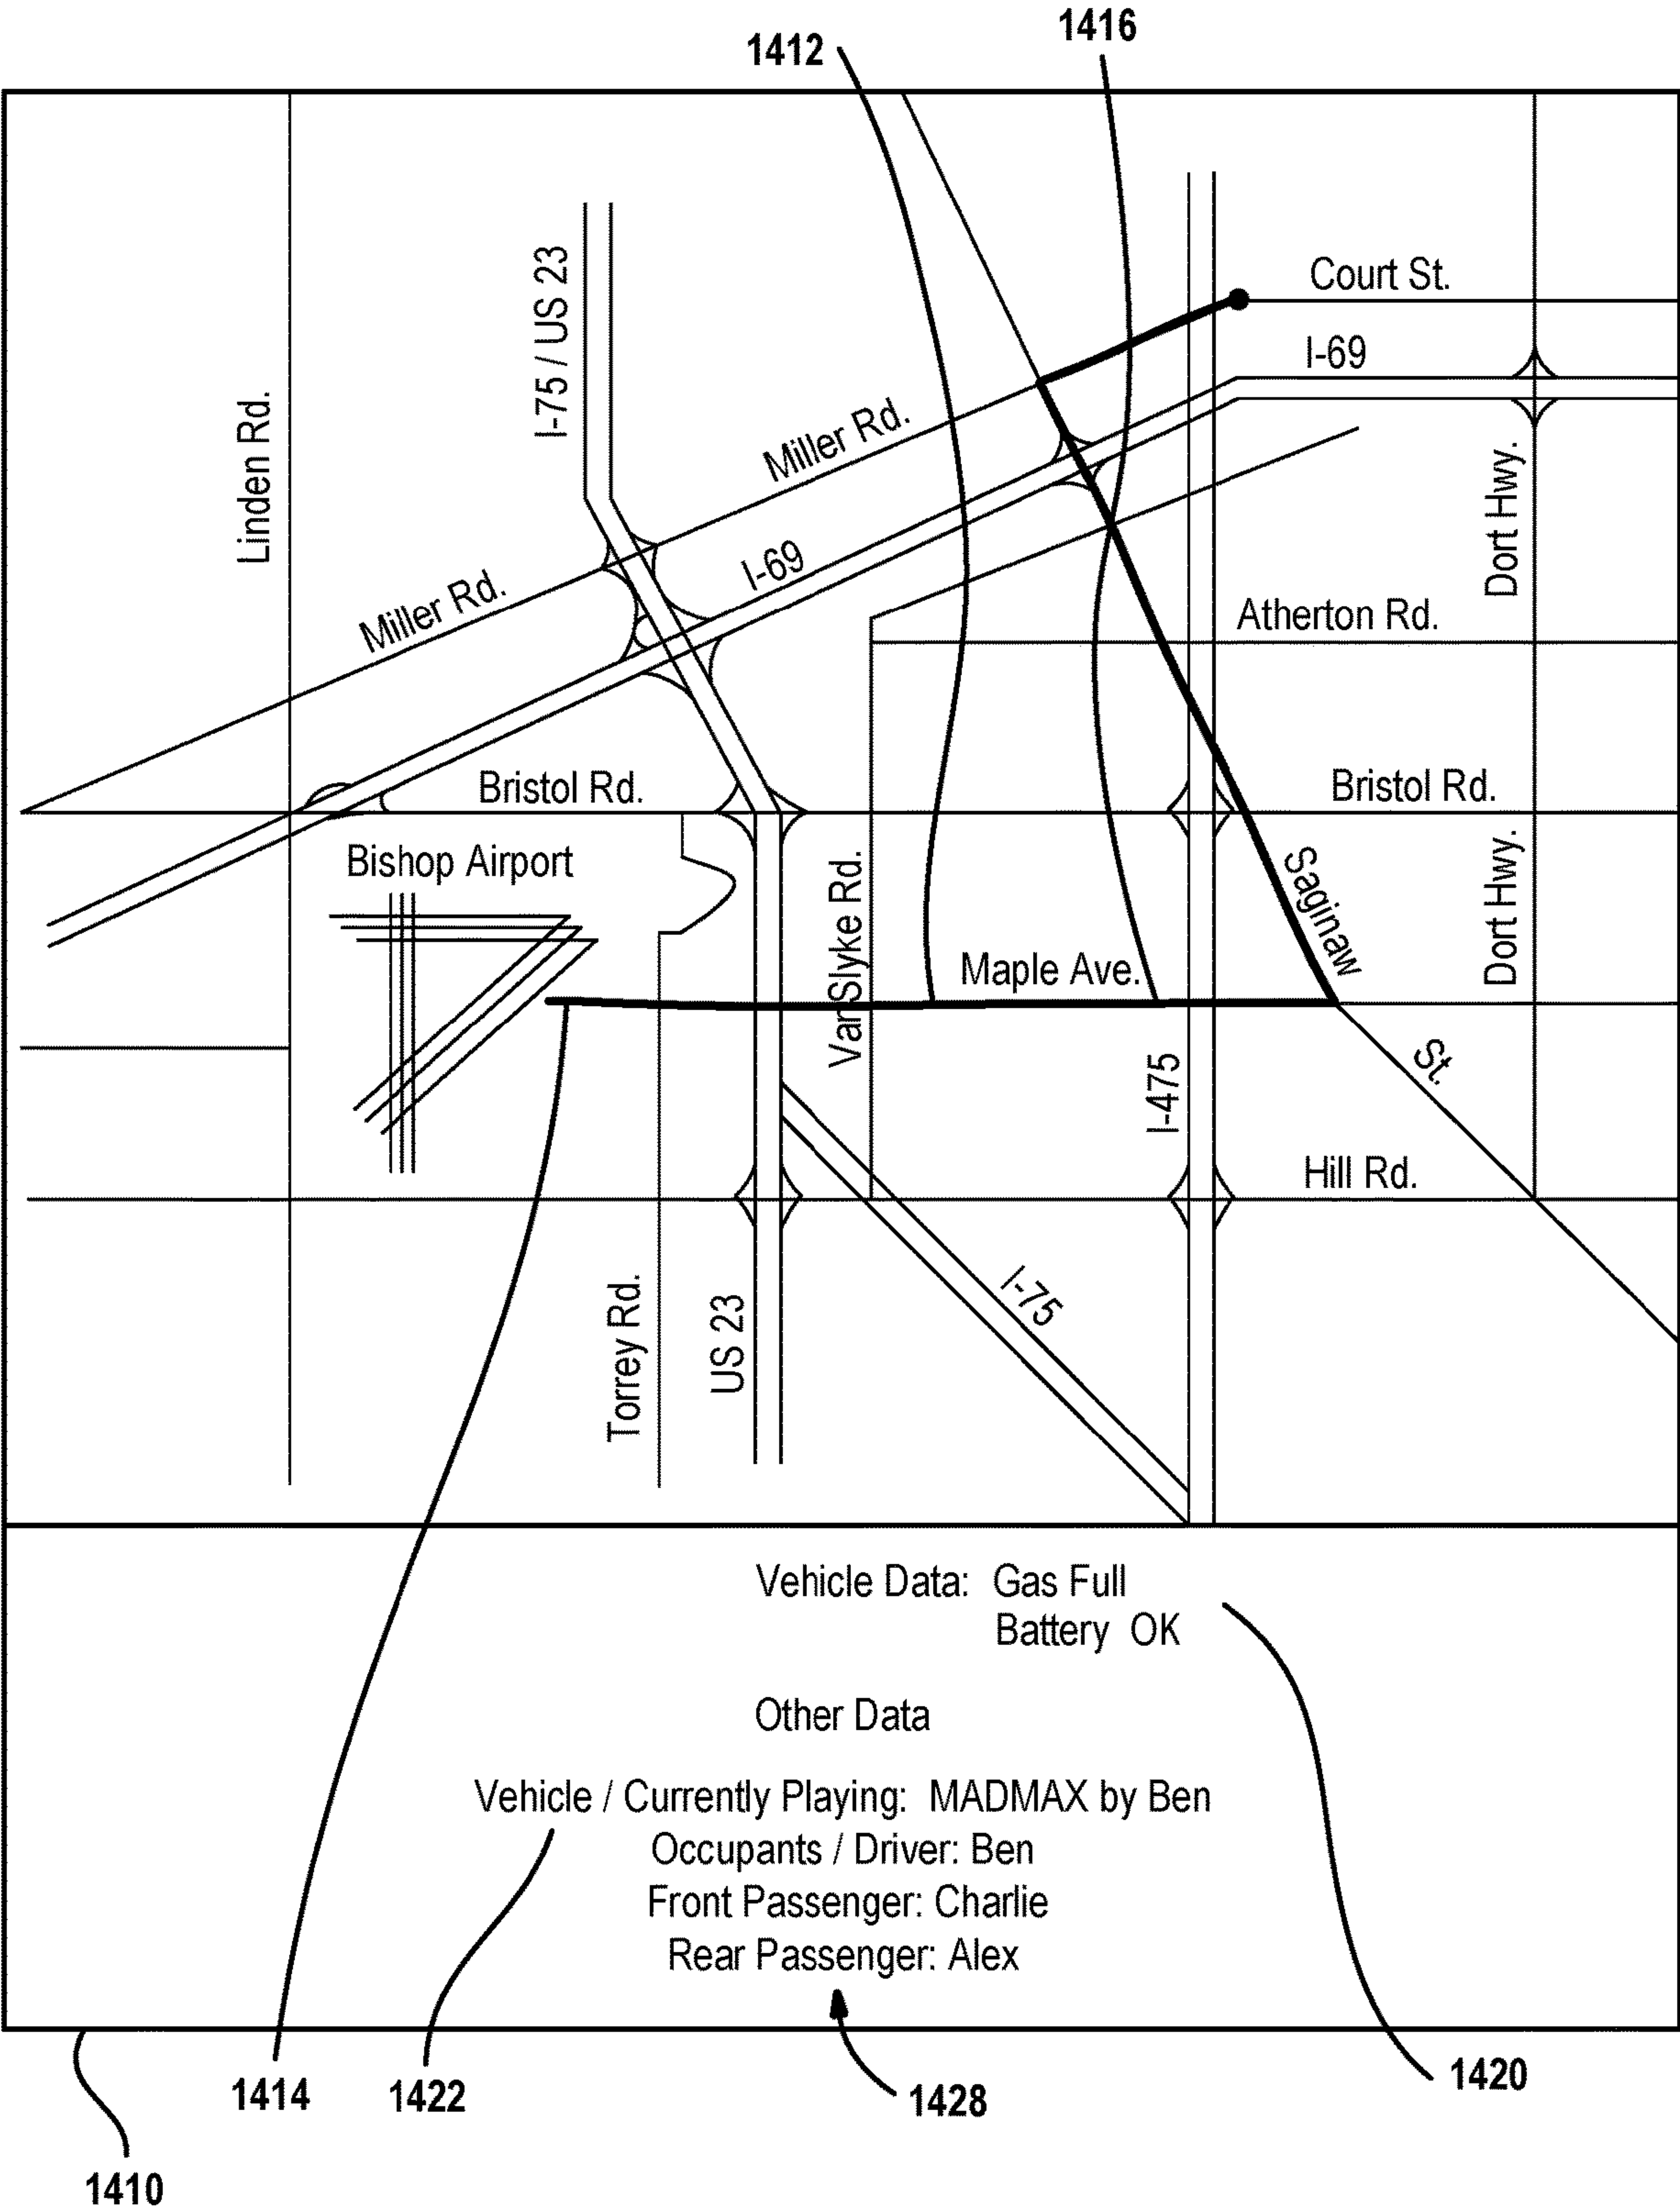 1412
1416
I-75 / US 23
Court St.
I-69
Linden Rd.
Miller Rd.
Dort Hwy.
I-69
Miller Rd.
Atherton Rd.
Bristol Rd.
Bristol Rd.
Bishop Airport
Van Slyke Rd.
Saginaw
Dort Hwy.
Maple Ave.
St.
I-475
Hill Rd.
Torrey Rd.
US 23
I-75
Vehicle Data: Gas Full
Battery OK
Other Data
Vehicle / Currently Playing: MADMAX by Ben
Occupants / Driver: Ben
Front Passenger: Charlie
Rear Passenger: Alex
1414
1422
1428
1420
1410